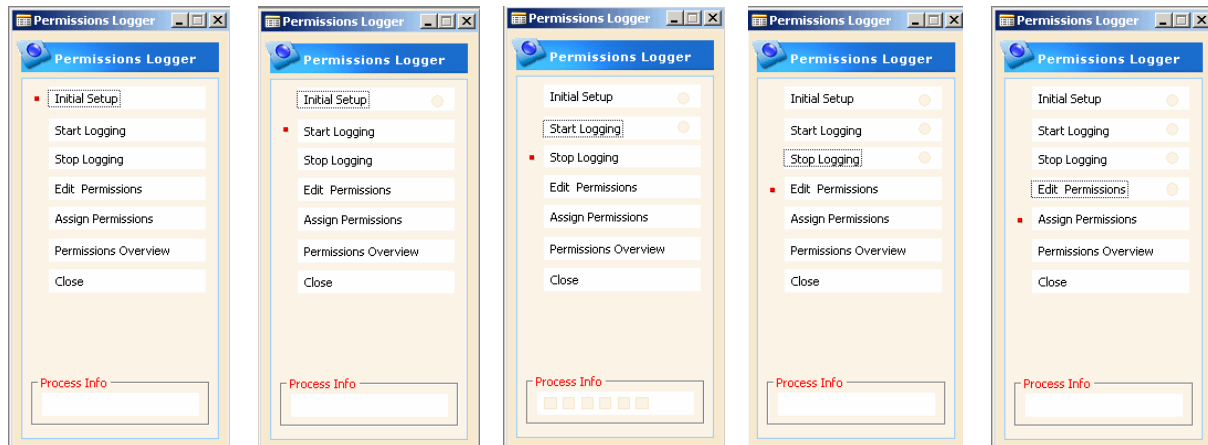 Permissions Logger
Permissions Logger
Initial Setup
Start Logging
Stop Logging
Edit Permissions
Assign Permissions
Permissions Overview
Close
Process Info
Permissions Logger
Permissions Logger
Initial Setup
Start Logging
Stop Logging
Edit Permissions
Assign Permissions
Permissions Overview
Close
Process Info
Permissions Logger
Permissions Logger
Initial Setup
Start Logging
Stop Logging
Edit Permissions
Assign Permissions
Permissions Overview
Close
Process Info
Permissions Logger
Permissions Logger
Initial Setup
Start Logging
Stop Logging
Edit Permissions
Assign Permissions
Permissions Overview
Close
Process Info
Permissions Logger
Permissions Logger
Initial Setup
Start Logging
Stop Logging
Edit Permissions
Assign Permissions
Permissions Overview
Close
Process Info